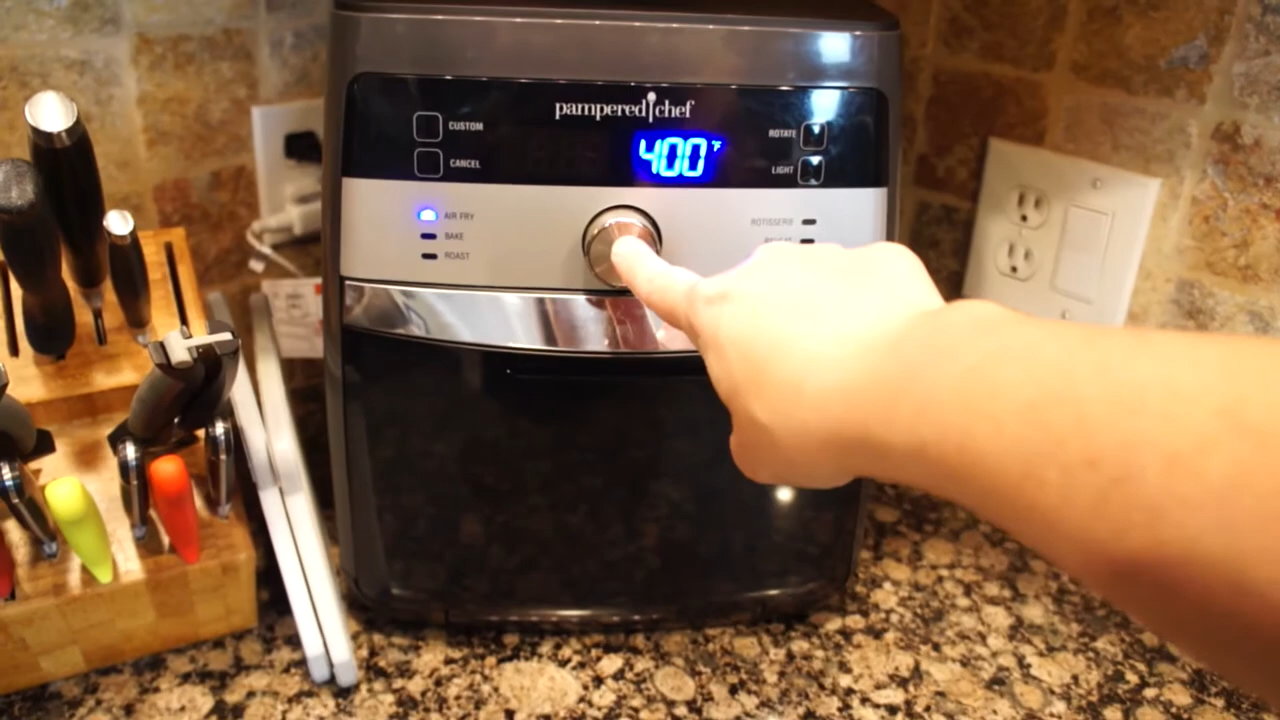 pampered chef
CUSTOM
CANCEL
400°F
ROTATE
LIGHT
AIR FRY
BAKE
ROAST
ROTISSERIE